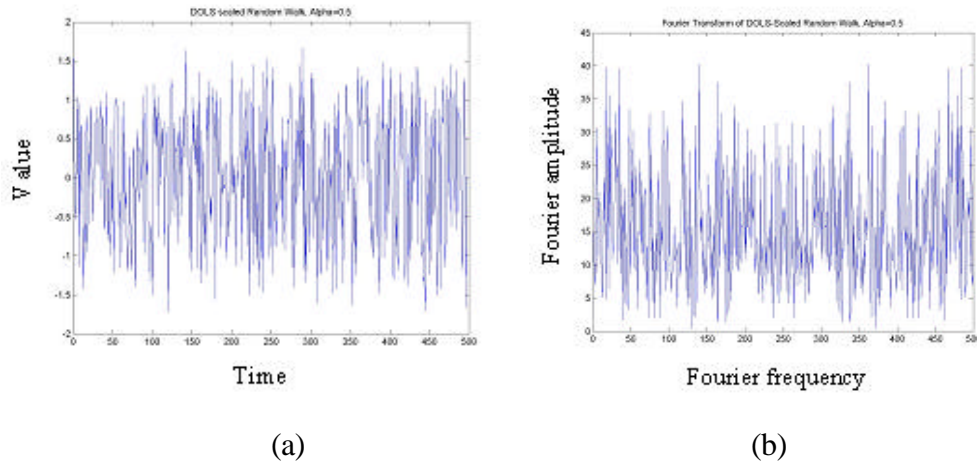 DOLS scaled Random Walk, Alpha=0.5
2
1.5
1
0.5
0
-0.5
-1
-1.5
-2
0 50 100 150 200 250 300 350 400 450 500
Value
Time
(a)
Fourier Transform of DOLS-Scaled Random Walk, Alpha=0.5
45
40
35
30
25
20
15
10
5
0
0 50 100 150 200 250 300 350 400 450 500
Fourier amplitude
Fourier frequency
(b)